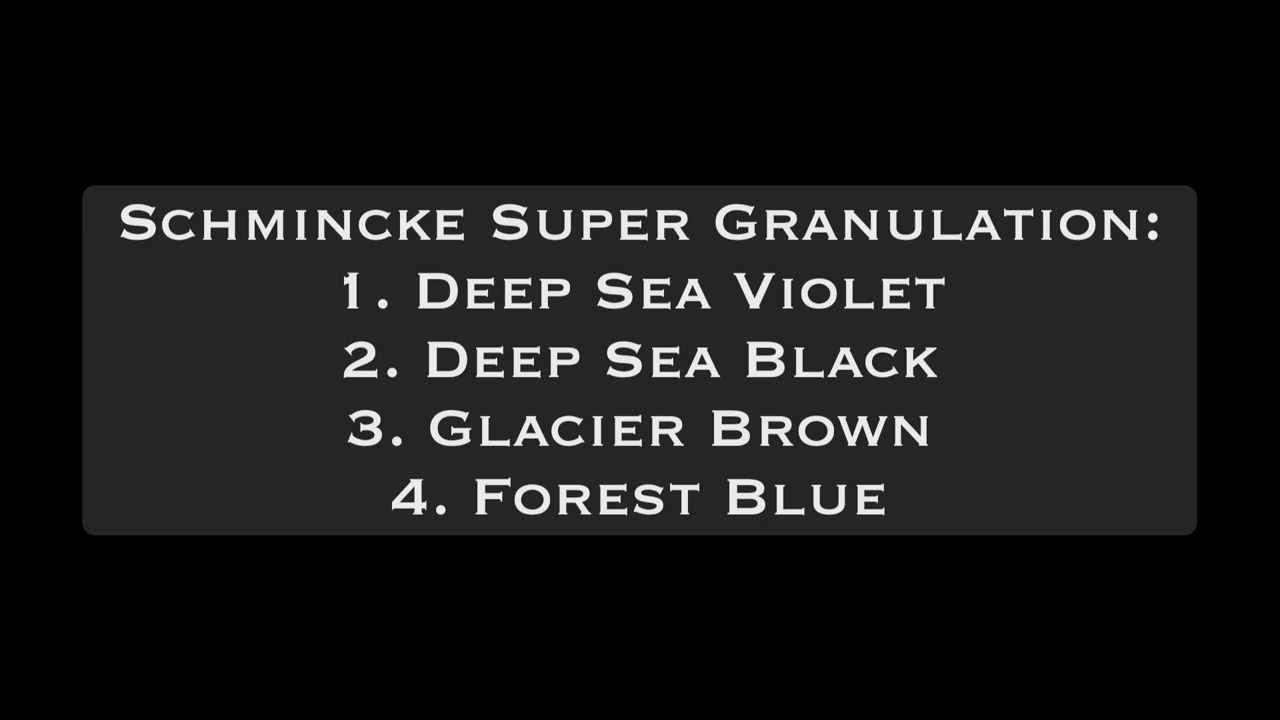 Schmincke Super Granulation:
1. Deep Sea Violet
2. Deep Sea Black
3. Glacier Brown
4. Forest Blue